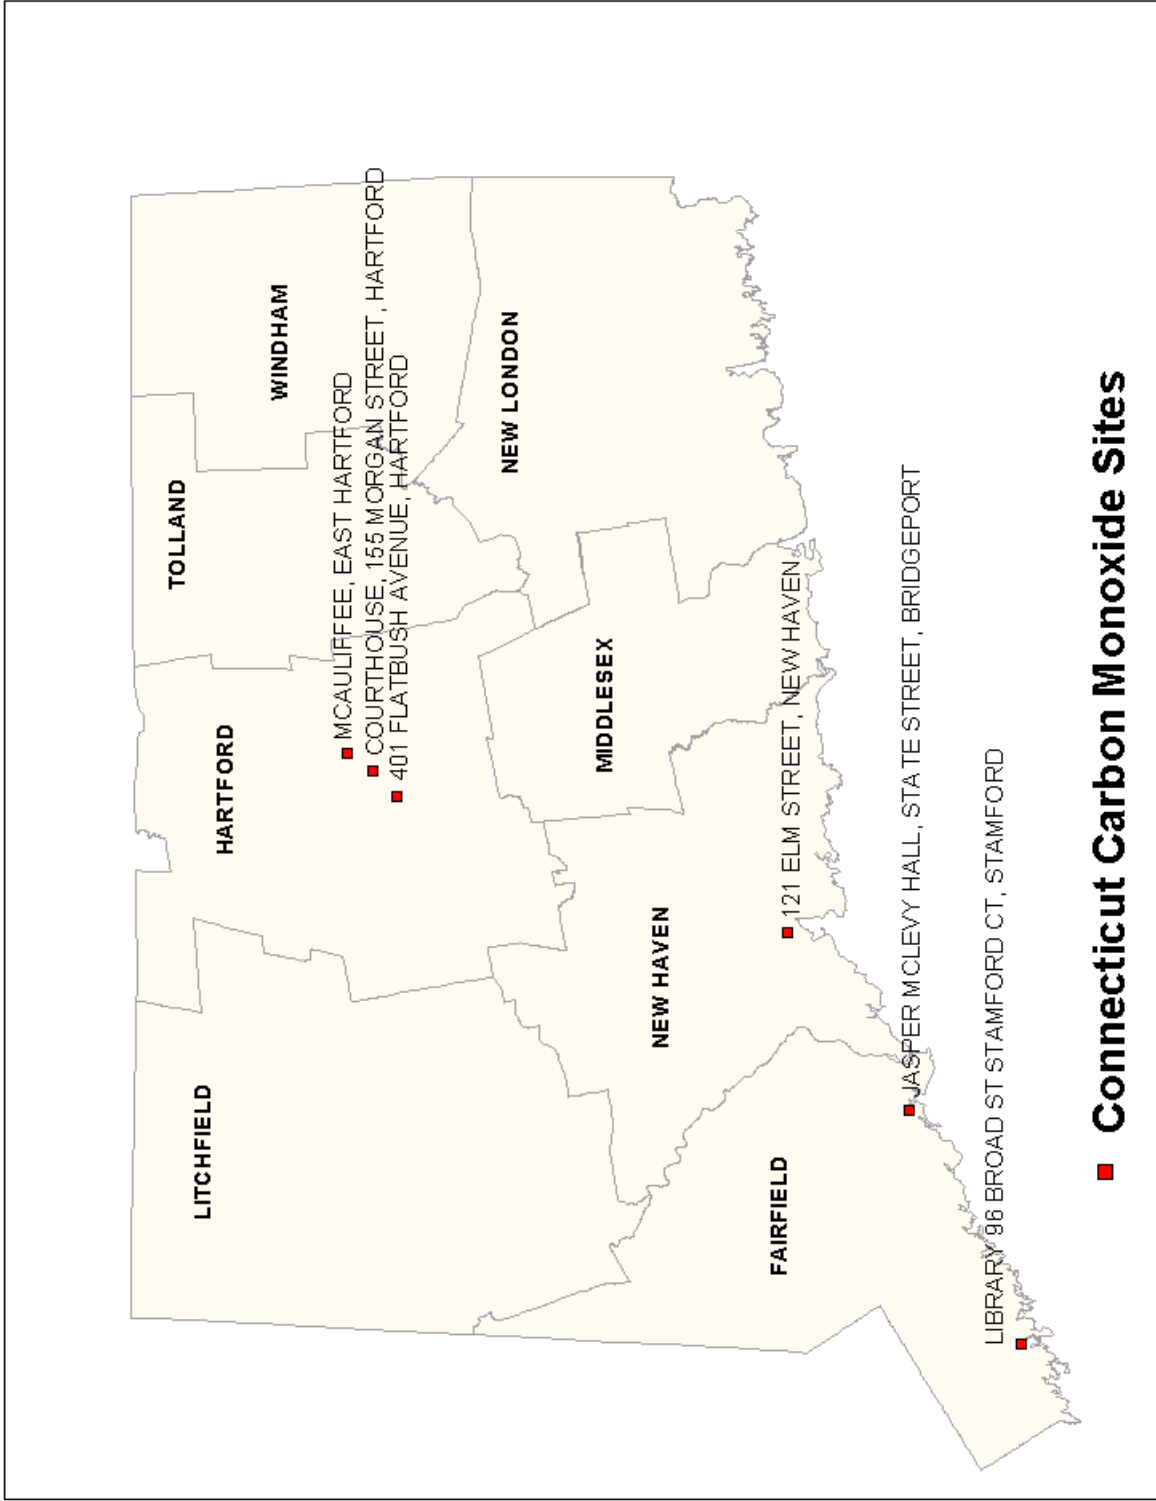 TOLLAND
LITCHFIELD
HARTFORD
WINDHAM
MCAULIFFEE, EAST HARTFORD
COURTHOUSE, 155 MORGAN STREET, HARTFORD
401 FLATBUSH AVENUE, HARTFORD
NEW LONDON
MIDDLESEX
NEW HAVEN
FAIRFIELD
121 ELM STREET, NEW HAVEN
JASPER MCLEVY HALL, STATE STREET, BRIDGEPORT
LIBRARY 96 BROAD ST STAMFORD CT, STAMFORD
Connecticut Carbon Monoxide Sites